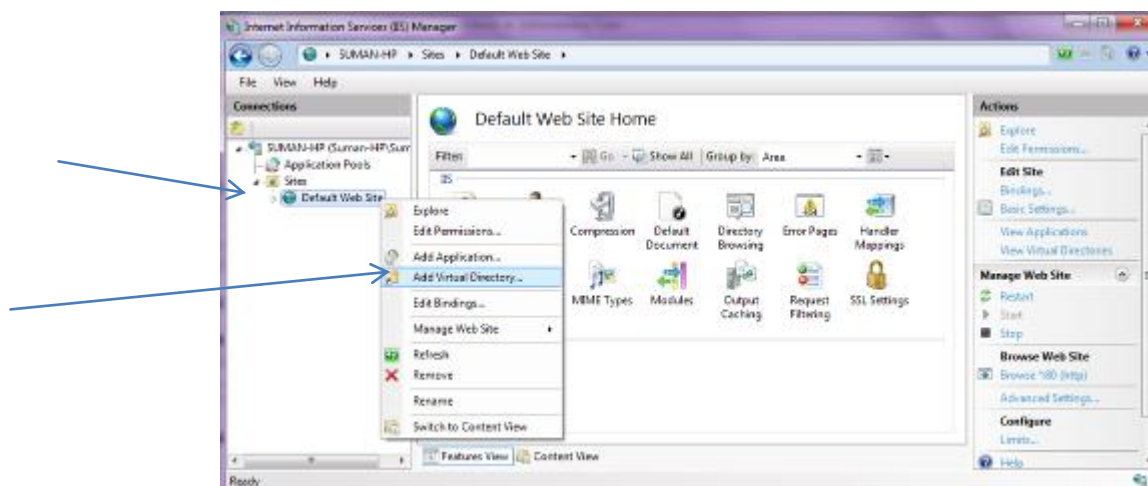 Internet Information Services (IIS) Manager
SUMAN-HP Sites Default Web Site
File View Help
Connections
SUMAN-HP (Suman-HP\Sum
Application Pools
Sites
Default Web Site
Explore
Edit Permissions...
Add Application...
Add Virtual Directory...
Edit Bindings...
Manage Web Site
Refresh
Remove
Rename
Switch to Content View
Default Web Site Home
Filter: Go Show All Group by: Area
IIS
Compression Default Document Directory Browsing Error Pages Handler Mappings
MIME Types Modules Output Caching Request Filtering SSL Settings
Features View Content View
Actions
Explore
Edit Permissions...
Edit Site
Bindings...
Basic Settings...
View Applications
View Virtual Directories
Manage Web Site
Restart
Start
Stop
Browse Web Site
Browse *:80 (http)
Advanced Settings...
Configure
Limits...
Help
Ready